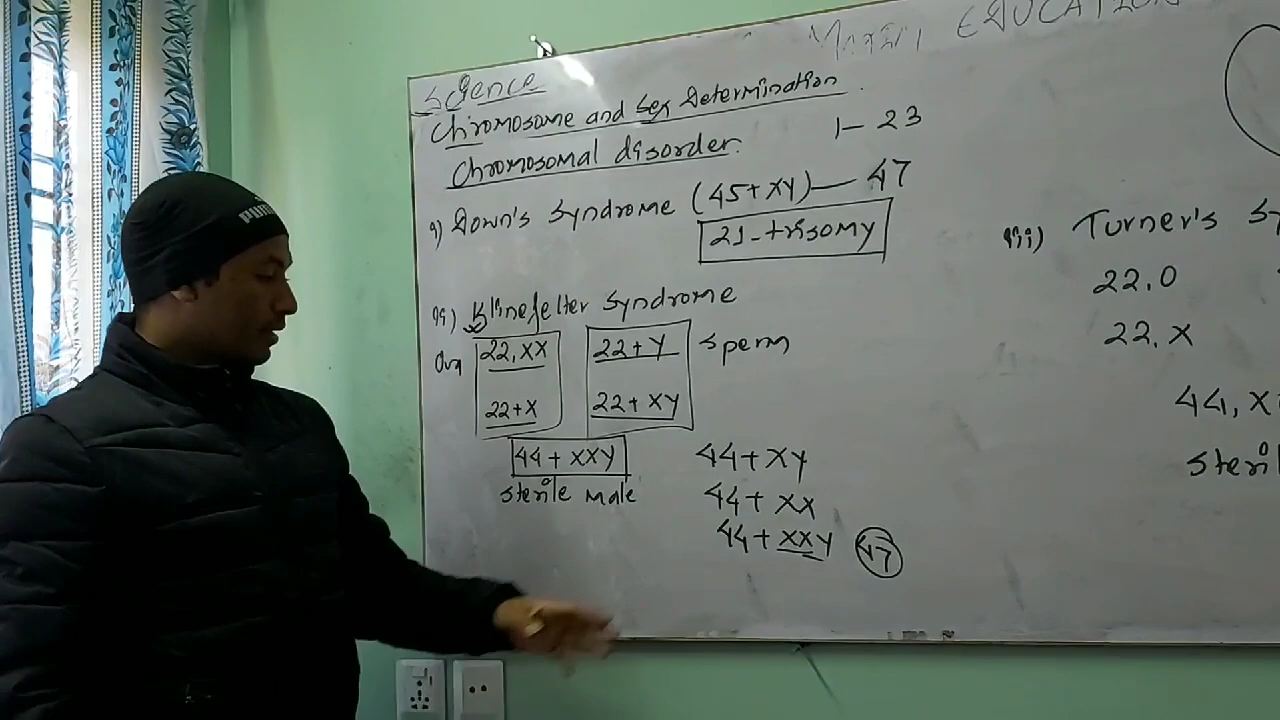 EDUCATION
Science
Chromosome and Sex Determination
Chromosomal disorder
1-23
i) Down's Syndrome (45+XY) — 47
21-trisomy
ii) Klinefelter Syndrome
Ova 22,XX 22+Y Sperm
22+X 22+XY
44+XXY
Sterile Male
44+XY
44+XX
44+XXY 47
iii) Turner's
22,0
22,X
44,X